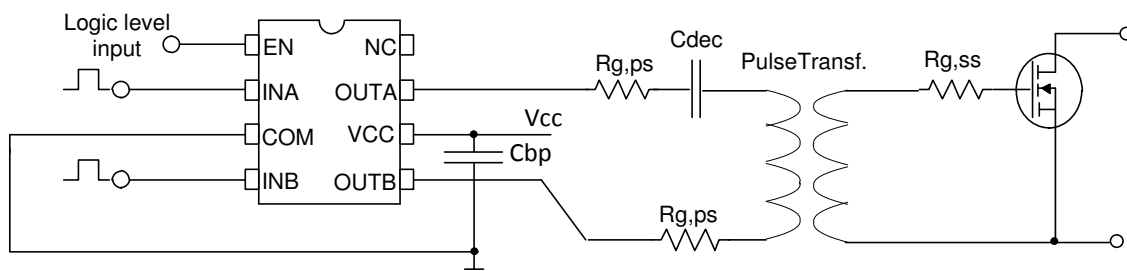 Logic level
input
EN
NC
Cdec
Rg,ps
PulseTransf.
Rg,ss
INA
OUTA
COM
VCC
Vcc
Cbp
INB
OUTB
Rg,ps